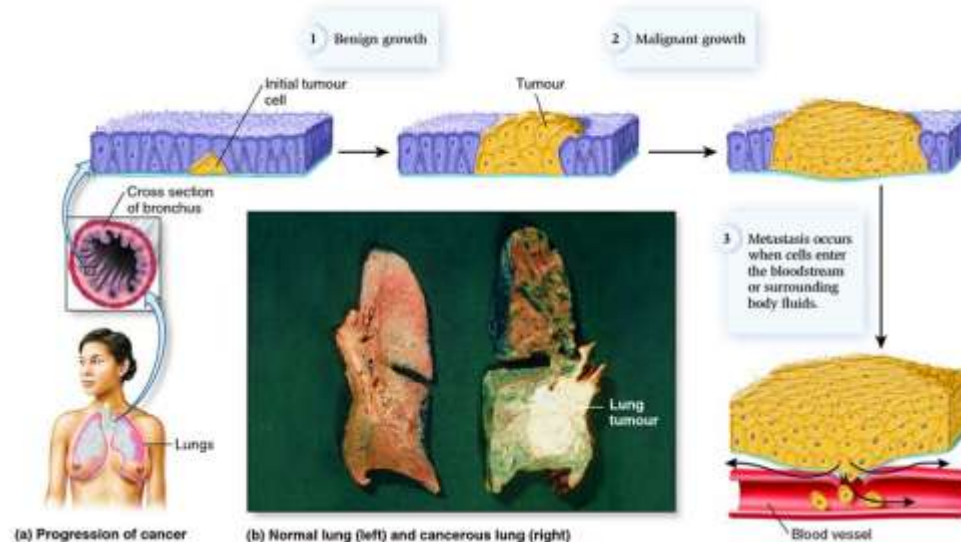 1 Benign growth
2 Malignant growth
Initial tumour
cell
Tumour
Cross section
of bronchus
3 Metastasis occurs
when cells enter
the bloodstream
or surrounding
body fluids.
Lung
tumour
Lungs
Blood vessel
(a) Progression of cancer
(b) Normal lung (left) and cancerous lung (right)